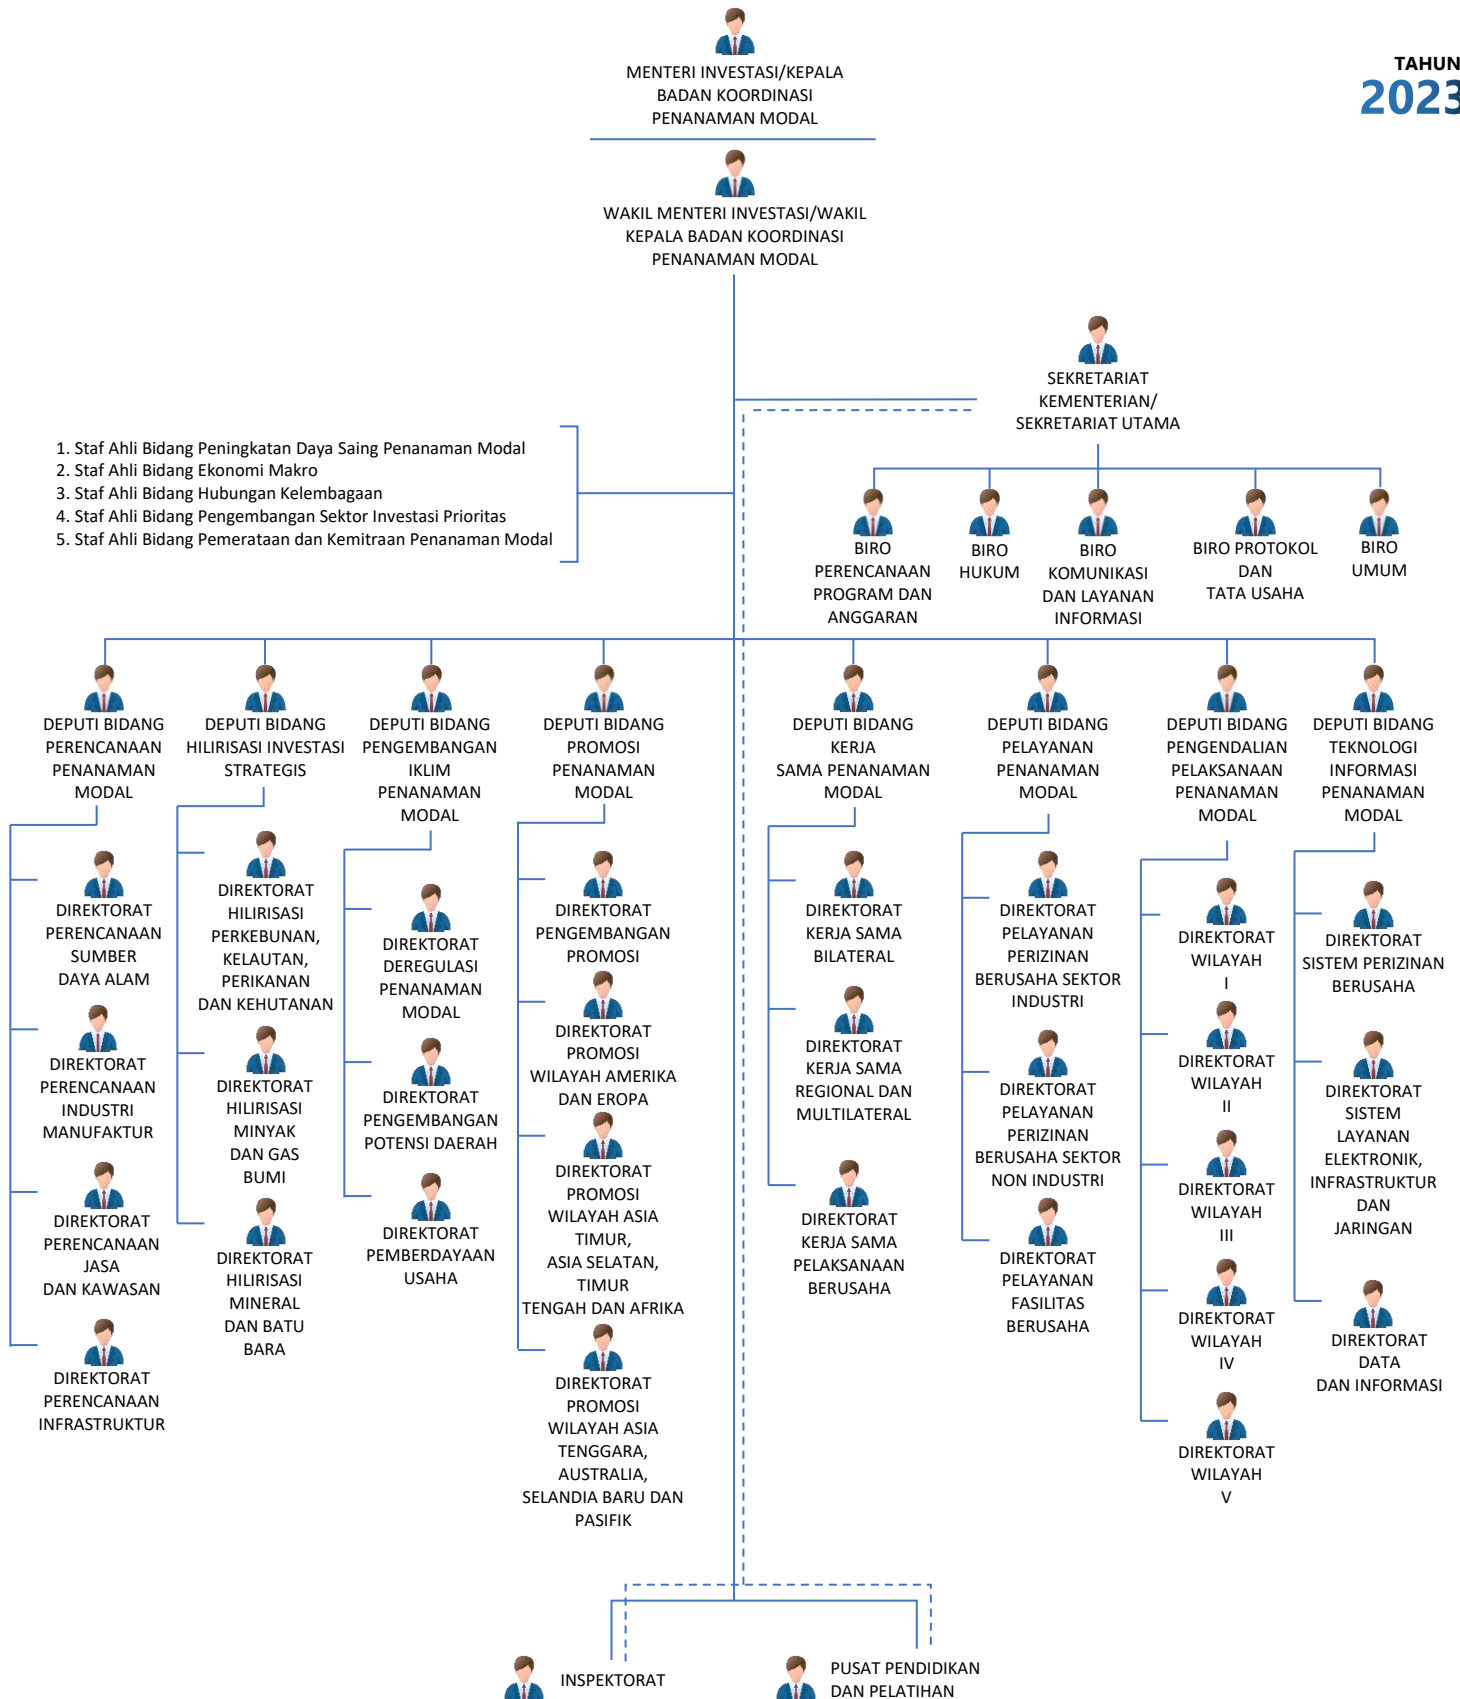 MENTERI INVESTASI/KEPALA
BADAN KOORDINASI
PENANAMAN MODAL
TAHUN
2023
WAKIL MENTERI INVESTASI/WAKIL
KEPALA BADAN KOORDINASI
PENANAMAN MODAL
SEKRETARIAT
KEMENTERIAN/
SEKRETARIAT UTAMA
1. Staf Ahli Bidang Peningkatan Daya Saing Penanaman Modal
2. Staf Ahli Bidang Ekonomi Makro
3. Staf Ahli Bidang Hubungan Kelembagaan
4. Staf Ahli Bidang Pengembangan Sektor Investasi Prioritas
5. Staf Ahli Bidang Pemerataan dan Kemitraan Penanaman Modal
BIRO
PERENCANAAN
PROGRAM DAN
ANGGARAN
BIRO
HUKUM
BIRO
KOMUNIKASI
DAN LAYANAN
INFORMASI
BIRO PROTOKOL
DAN
TATA USAHA
BIRO
UMUM
DEPUTI BIDANG
PERENCANAAN
PENANAMAN
MODAL
DEPUTI BIDANG
HILIRISASI INVESTASI
STRATEGIS
DEPUTI BIDANG
PENGEMBANGAN
IKLIM
PENANAMAN
MODAL
DEPUTI BIDANG
PROMOSI
PENANAMAN
MODAL
DEPUTI BIDANG
KERJA
SAMA PENANAMAN
MODAL
DEPUTI BIDANG
PELAYANAN
PENANAMAN
MODAL
DEPUTI BIDANG
PENGENDALIAN
PELAKSANAAN
PENANAMAN
MODAL
DEPUTI BIDANG
TEKNOLOGI
INFORMASI
PENANAMAN
MODAL
DIREKTORAT
PERENCANAAN
SUMBER
DAYA ALAM
DIREKTORAT
PERENCANAAN
INDUSTRI
MANUFAKTUR
DIREKTORAT
PERENCANAAN
JASA
DAN KAWASAN
DIREKTORAT
PERENCANAAN
INFRASTRUKTUR
DIREKTORAT
HILIRISASI
PERKEBUNAN,
KELAUTAN,
PERIKANAN
DAN KEHUTANAN
DIREKTORAT
HILIRISASI
MINYAK
DAN GAS
BUMI
DIREKTORAT
HILIRISASI
MINERAL
DAN BATU
BARA
DIREKTORAT
DEREGULASI
PENANAMAN
MODAL
DIREKTORAT
PENGEMBANGAN
POTENSI DAERAH
DIREKTORAT
PEMBERDAYAAN
USAHA
DIREKTORAT
PENGEMBANGAN
PROMOSI
DIREKTORAT
PROMOSI
WILAYAH AMERIKA
DAN EROPA
DIREKTORAT
PROMOSI
WILAYAH ASIA
TIMUR,
ASIA SELATAN,
TIMUR
TENGAH DAN AFRIKA
DIREKTORAT
PROMOSI
WILAYAH ASIA
TENGGARA,
AUSTRALIA,
SELANDIA BARU DAN
PASIFIK
DIREKTORAT
KERJA SAMA
BILATERAL
DIREKTORAT
KERJA SAMA
REGIONAL DAN
MULTILATERAL
DIREKTORAT
KERJA SAMA
PELAKSANAAN
BERUSAHA
DIREKTORAT
PELAYANAN
PERIZINAN
BERUSAHA SEKTOR
INDUSTRI
DIREKTORAT
PELAYANAN
PERIZINAN
BERUSAHA SEKTOR
NON INDUSTRI
DIREKTORAT
PELAYANAN
FASILITAS
BERUSAHA
DIREKTORAT
WILAYAH
I
DIREKTORAT
WILAYAH
II
DIREKTORAT
WILAYAH
III
DIREKTORAT
WILAYAH
IV
DIREKTORAT
WILAYAH
V
DIREKTORAT
SISTEM PERIZINAN
BERUSAHA
DIREKTORAT
SISTEM
LAYANAN
ELEKTRONIK,
INFRASTRUKTUR
DAN
JARINGAN
DIREKTORAT
DATA
DAN INFORMASI
INSPEKTORAT
PUSAT PENDIDIKAN
DAN PELATIHAN